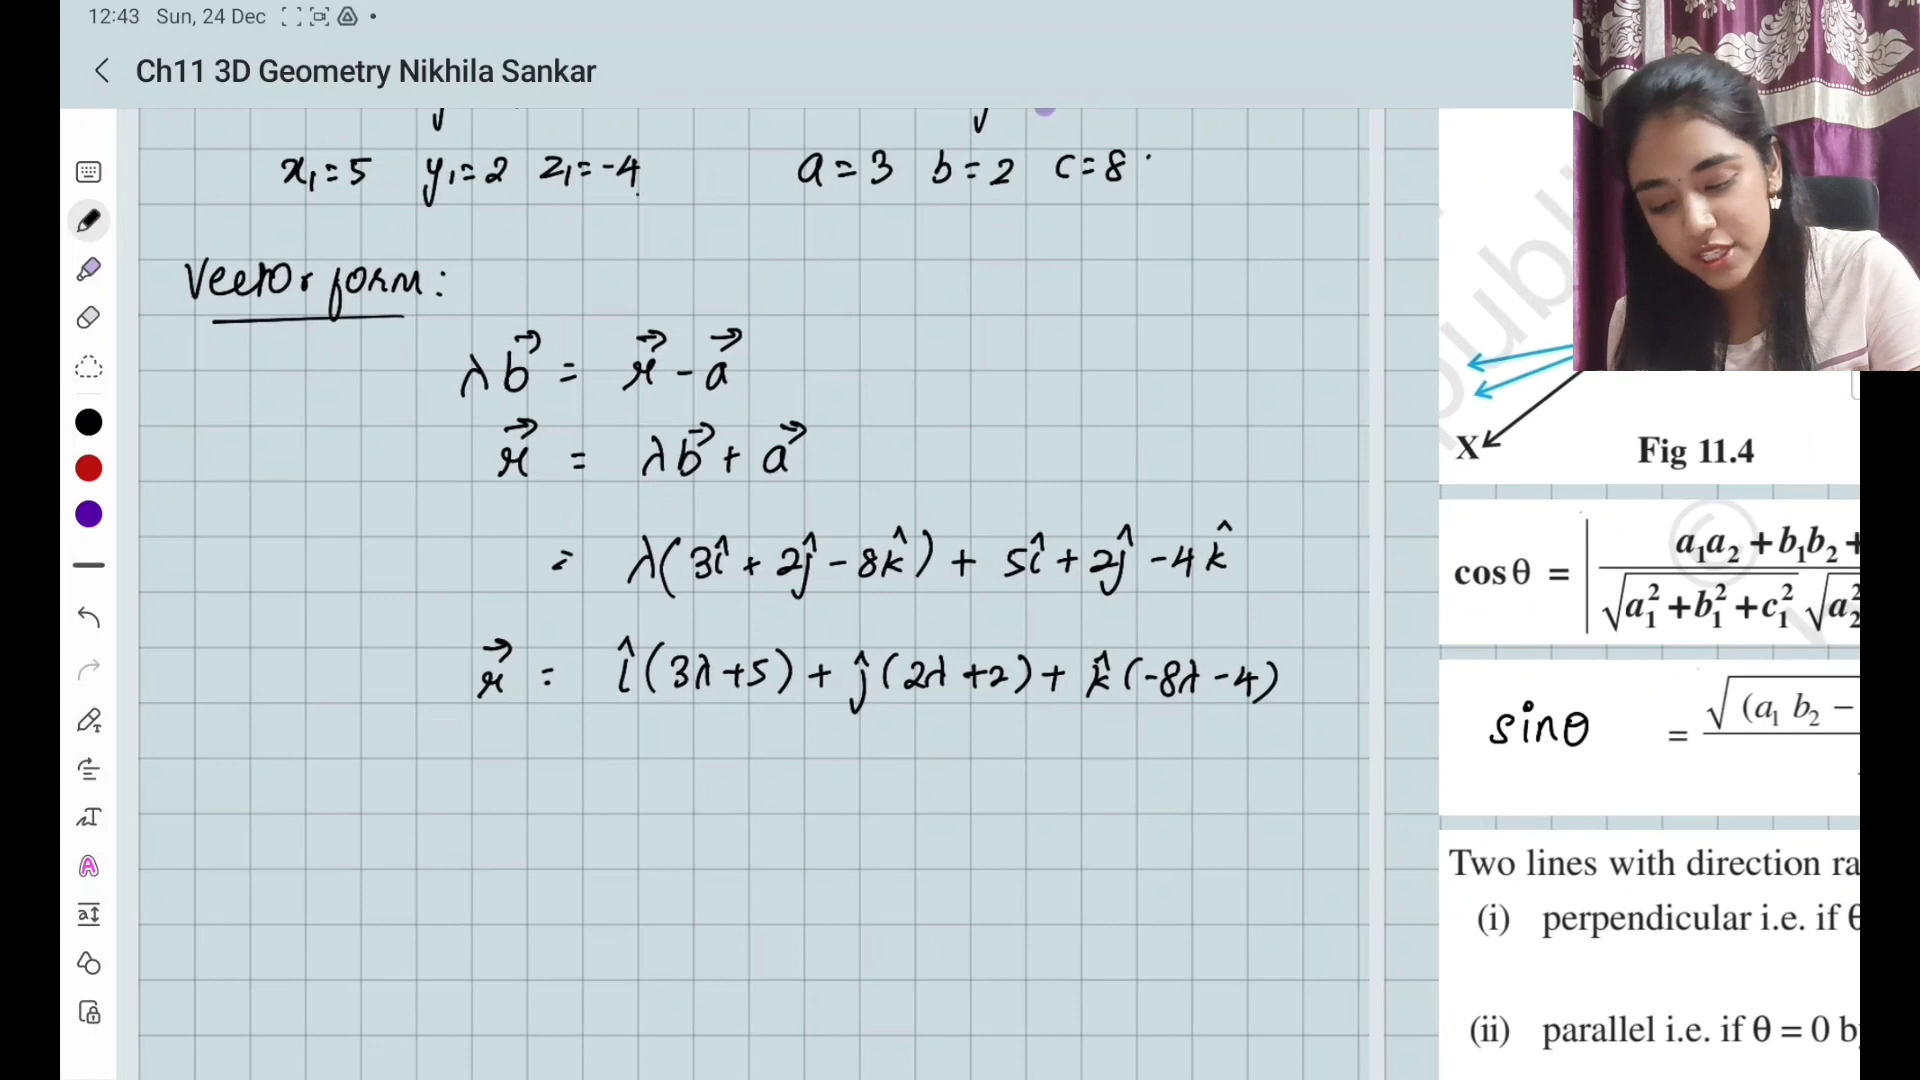 12:43 Sun, 24 Dec
Ch11 3D Geometry Nikhila Sankar
x₁=5 y₁=2 z₁=-4 a=3 b=2 c=8
Vector form:
λb⃗ = r⃗ - a⃗
r⃗ = λb⃗ + a⃗
= λ(3î + 2ĵ - 8k̂) + 5î + 2ĵ - 4k̂
r⃗ = î(3λ+5) + ĵ(2λ+2) + k̂(-8λ-4)
X
Fig 11.4
cosθ = | a₁a₂ + b₁b₂ + / √a₁²+b₁²+c₁² √a₂²
sinθ = √(a₁ b₂ −
Two lines with direction ra
(i) perpendicular i.e. if θ
(ii) parallel i.e. if θ = 0 b